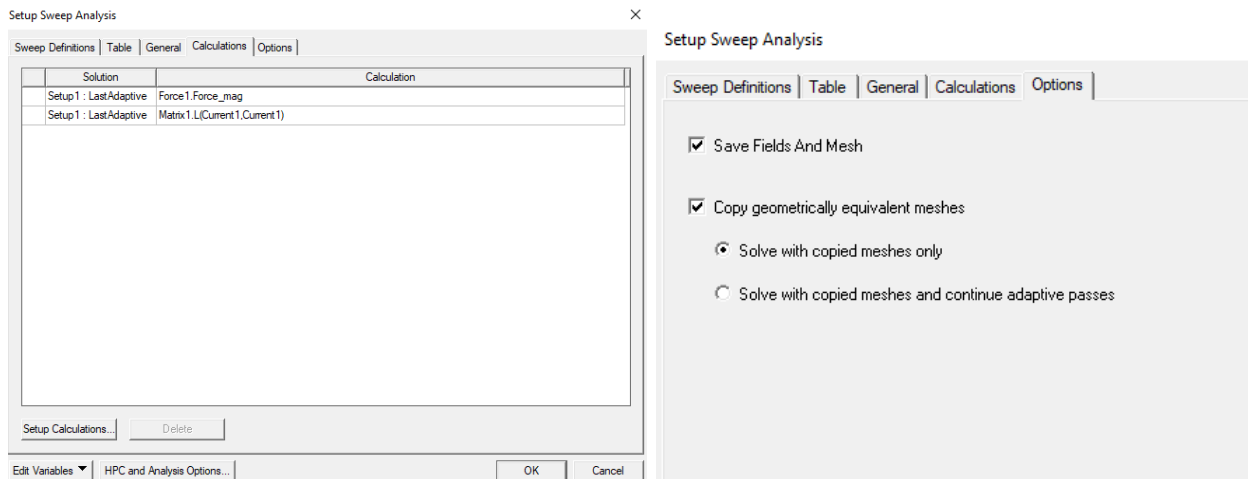 Setup Sweep Analysis
Sweep Definitions Table General Calculations Options
Solution Calculation
Setup1 : LastAdaptive Force1.Force_mag
Setup1 : LastAdaptive Matrix1.L(Current1,Current1)
Setup Calculations... Delete
Edit Variables HPC and Analysis Options... OK Cancel
Setup Sweep Analysis
Sweep Definitions Table General Calculations Options
Save Fields And Mesh
Copy geometrically equivalent meshes
Solve with copied meshes only
Solve with copied meshes and continue adaptive passes